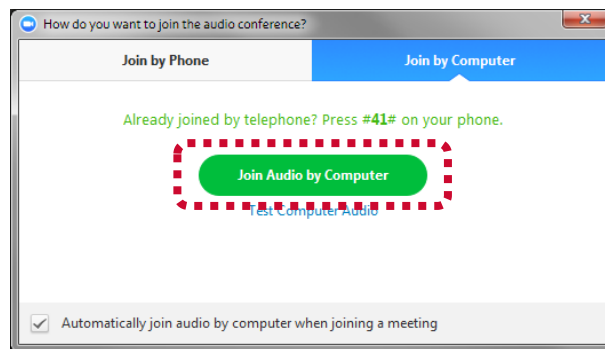 How do you want to join the audio conference?
Join by Phone
Join by Computer
Already joined by telephone? Press #41# on your phone.
Join Audio by Computer
Test Computer Audio
Automatically join audio by computer when joining a meeting